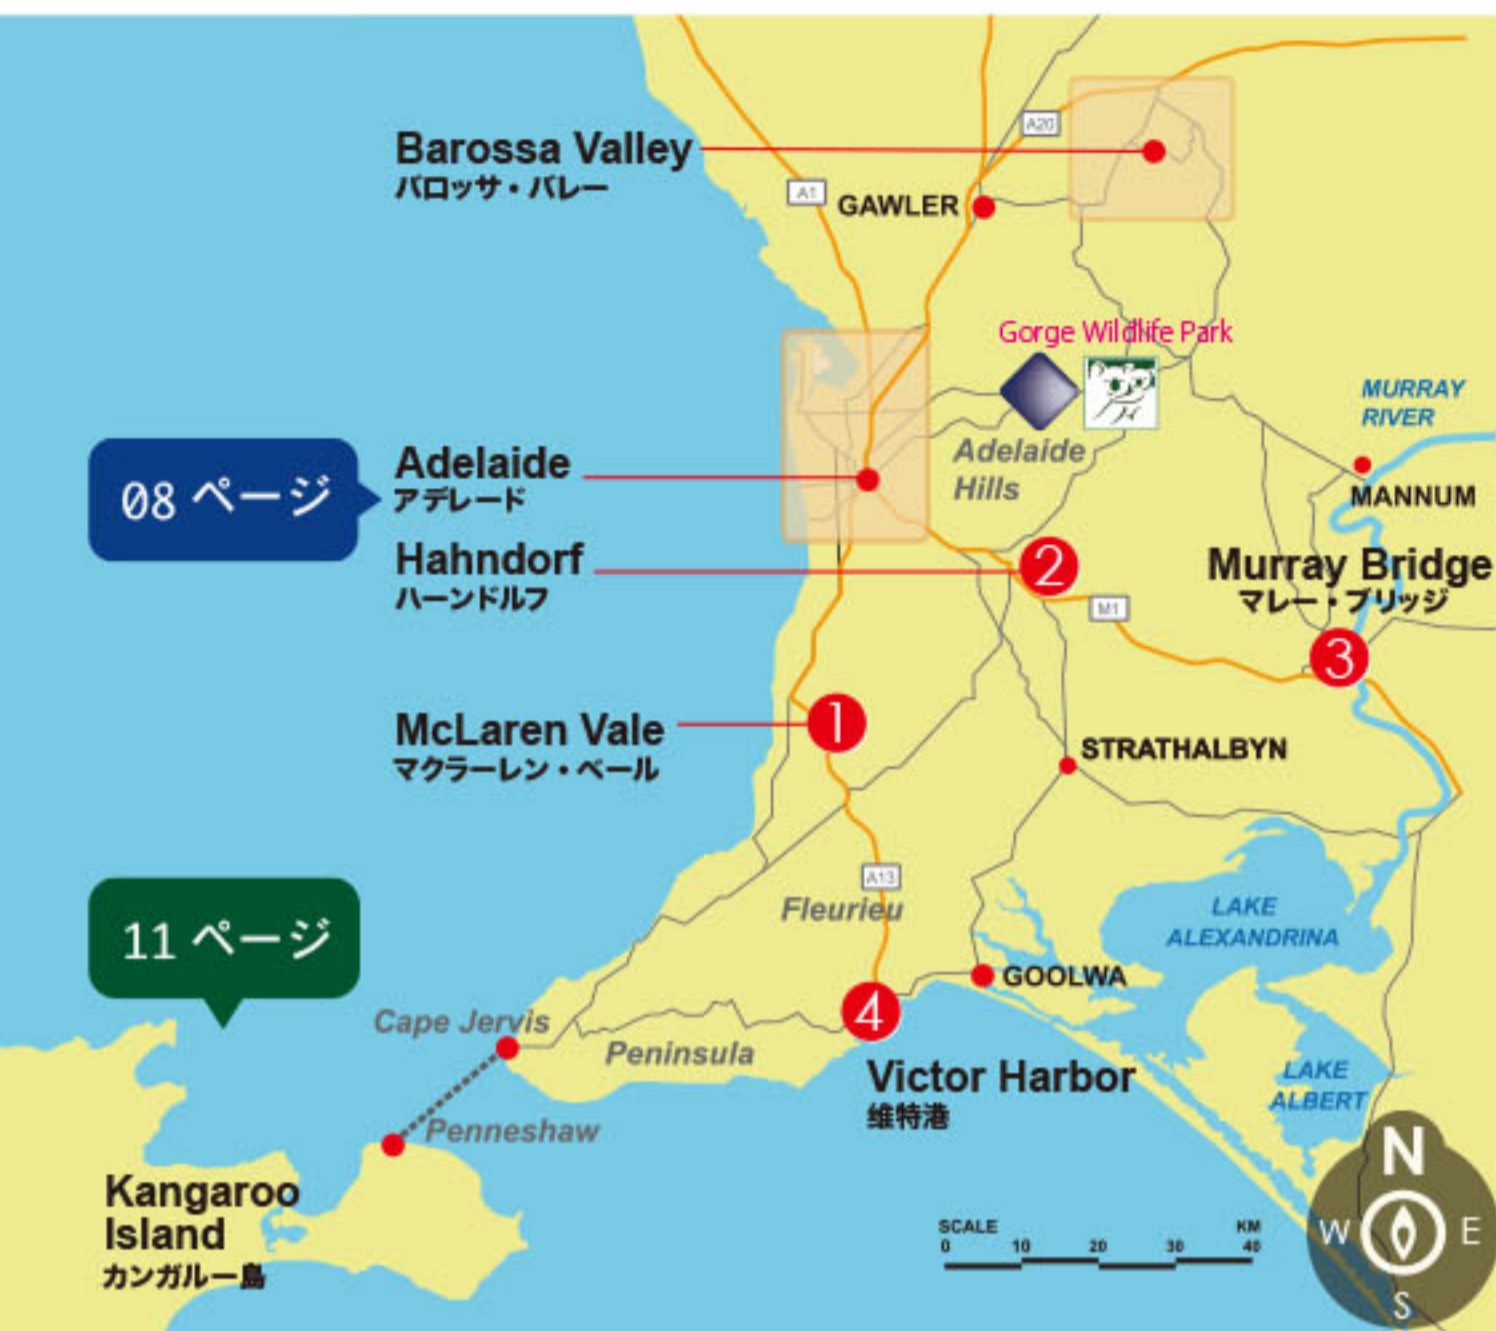 Barossa Valley
バロッサ・バレー
A20
A1
GAWLER
Gorge Wildlife Park
MURRAY
RIVER
08 ページ
Adelaide
アデレード
Adelaide
Hills
MANNUM
Hahndorf
ハーンドルフ
2
Murray Bridge
マレー・ブリッジ
M1
3
McLaren Vale
マクラーレン・ベール
1
STRATHALBYN
A13
Fleurieu
LAKE
ALEXANDRINA
11 ページ
GOOLWA
4
Cape Jervis
Peninsula
Victor Harbor
维特港
LAKE
ALBERT
Penneshaw
Kangaroo
Island
カンガルー島
SCALE KM
0 10 20 30 40
N
W E
S